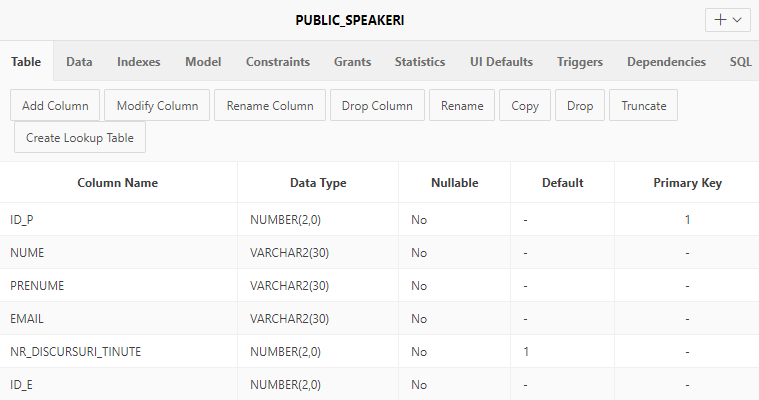 PUBLIC_SPEAKERI
Table Data Indexes Model Constraints Grants Statistics UI Defaults Triggers Dependencies SQL
Add Column Modify Column Rename Column Drop Column Rename Copy Drop Truncate
Create Lookup Table
Column Name Data Type Nullable Default Primary Key
ID_P NUMBER(2,0) No - 1
NUME VARCHAR2(30) No - -
PRENUME VARCHAR2(30) No - -
EMAIL VARCHAR2(30) No - -
NR_DISCURSURI_TINUTE NUMBER(2,0) No 1 -
ID_E NUMBER(2,0) No - -